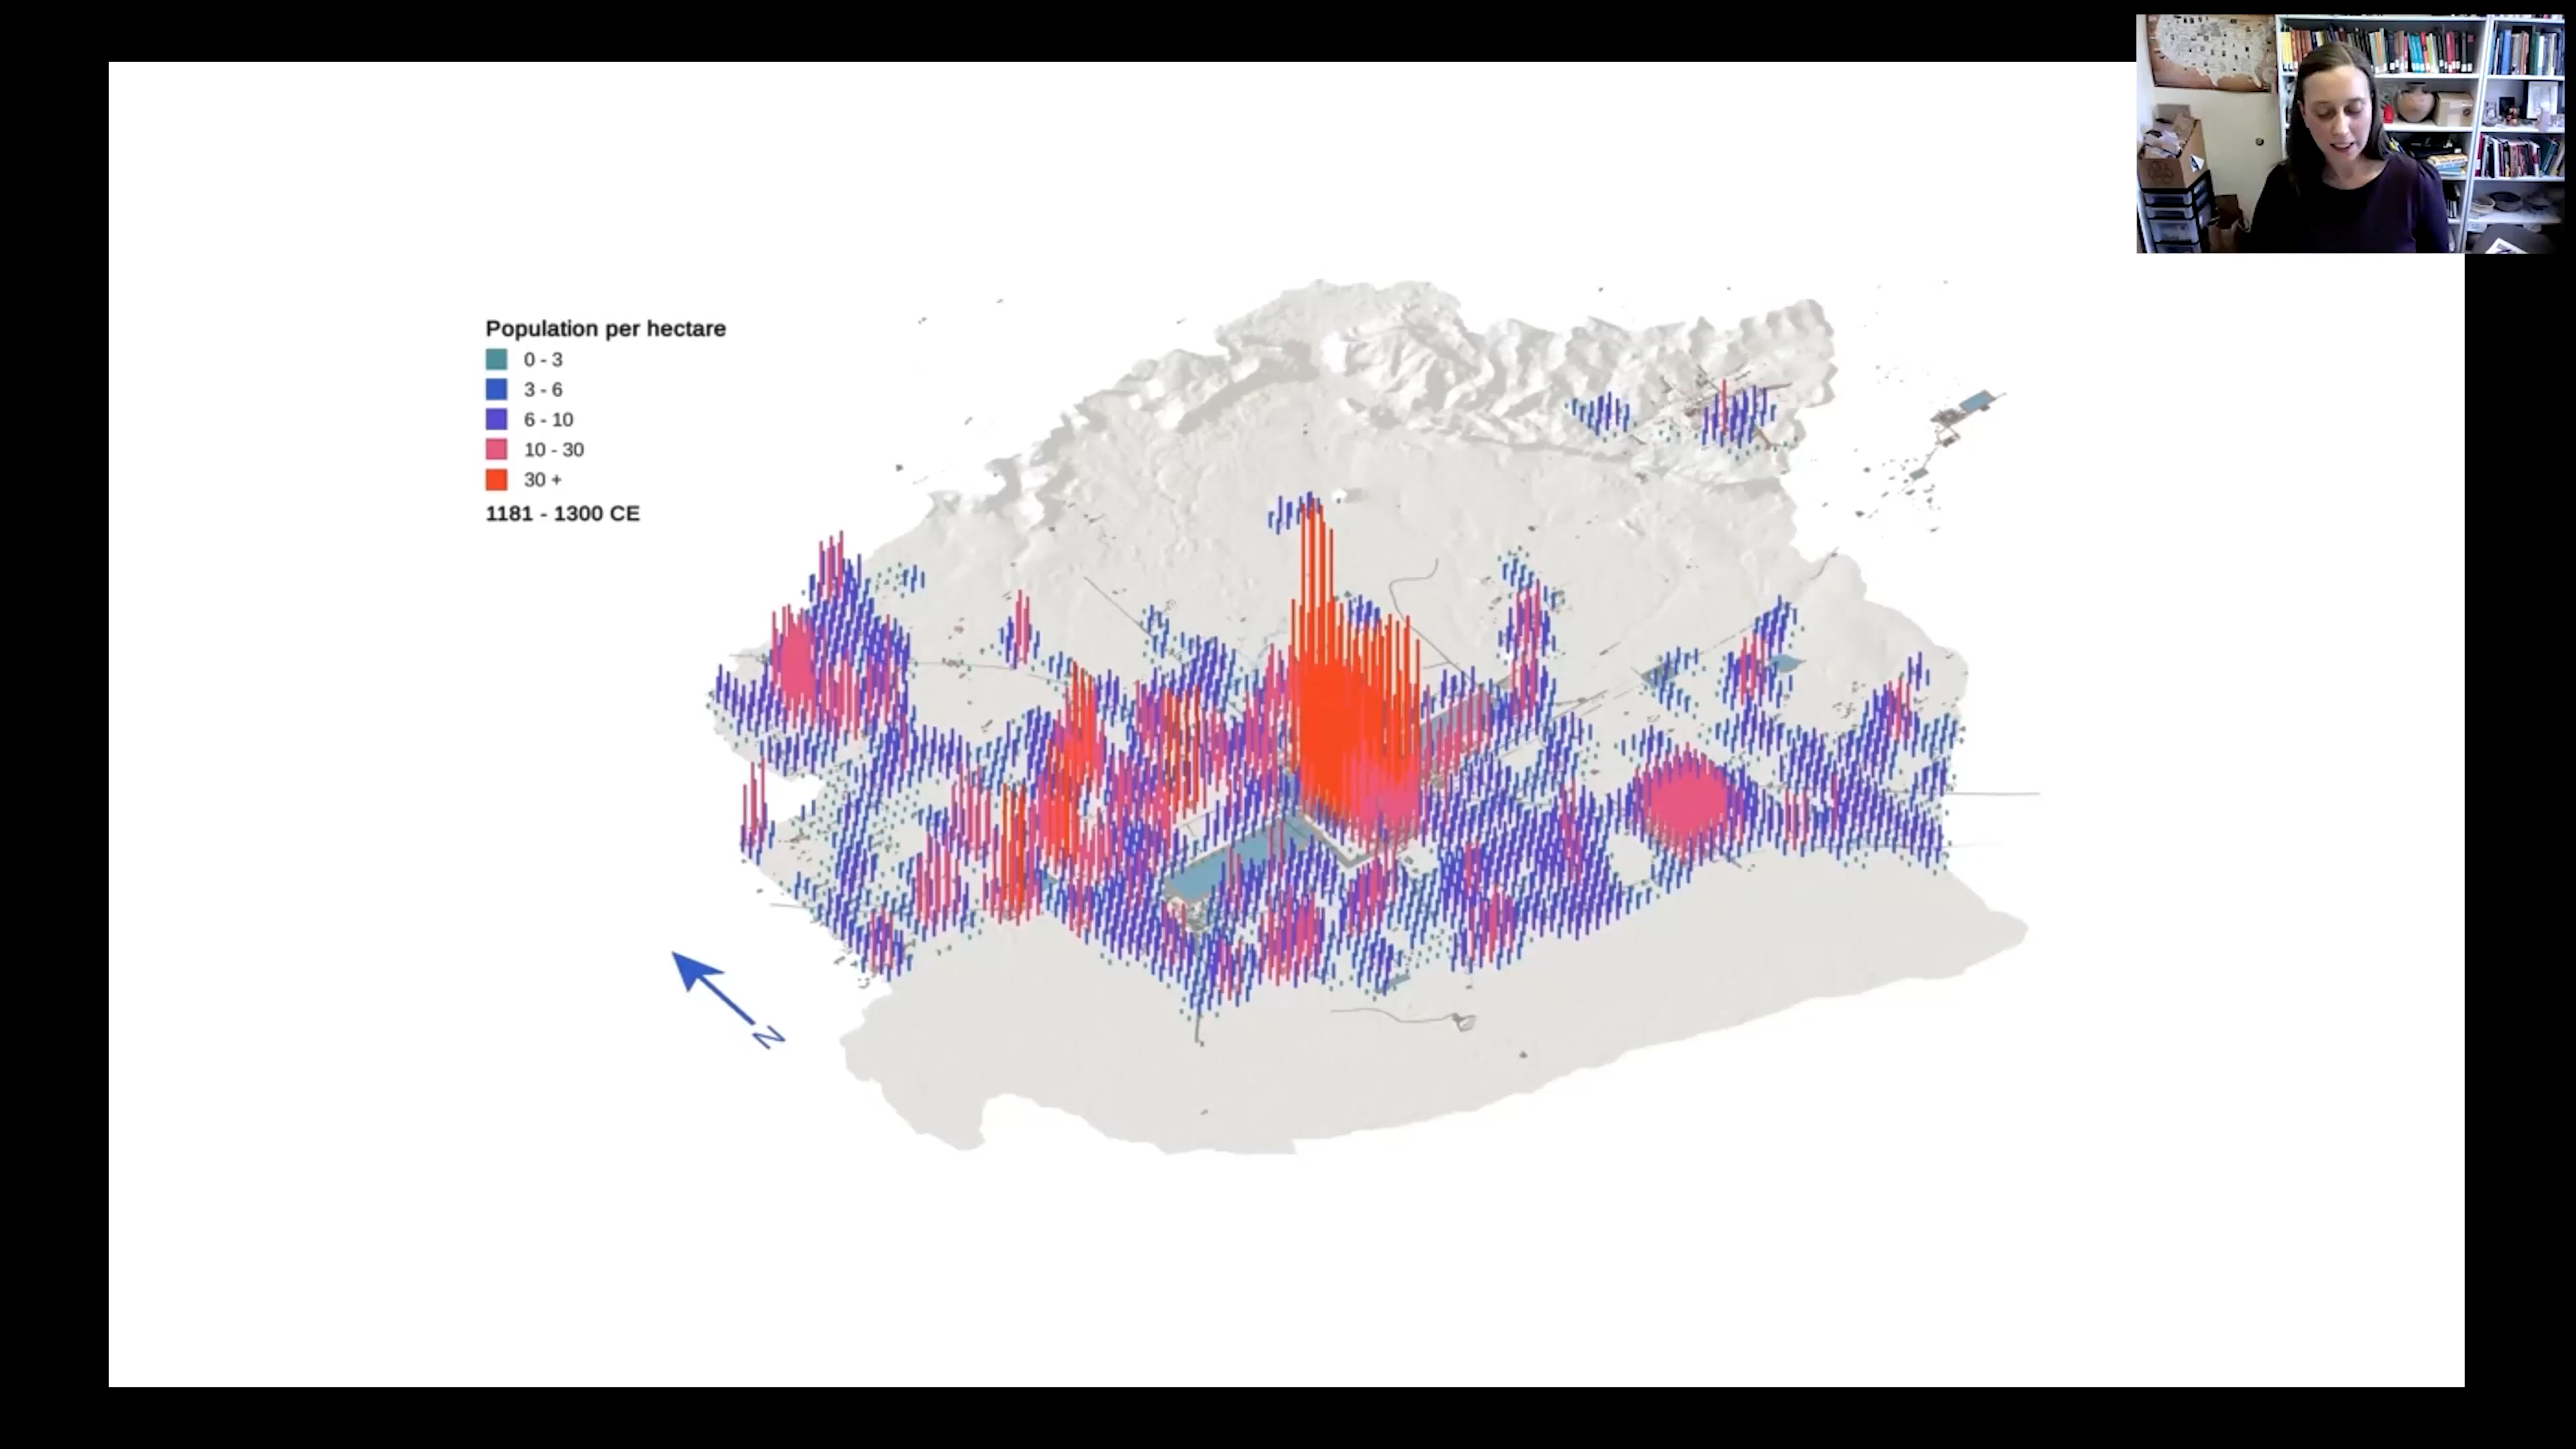 Population per hectare
0 - 3
3 - 6
6 - 10
10 - 30
30 +
1181 - 1300 CE
N